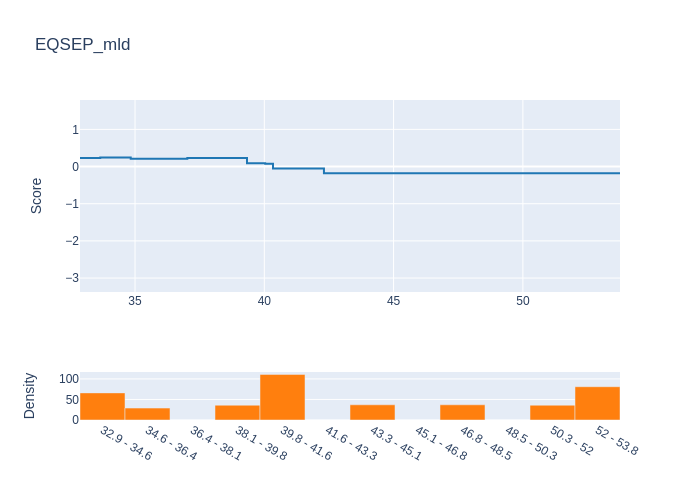 EQSEP_mld
Score
1
0
−1
−2
−3
35
40
45
50
Density
100
50
0
32.9 - 34.6
34.6 - 36.4
36.4 - 38.1
38.1 - 39.8
39.8 - 41.6
41.6 - 43.3
43.3 - 45.1
45.1 - 46.8
46.8 - 48.5
48.5 - 50.3
50.3 - 52
52 - 53.8